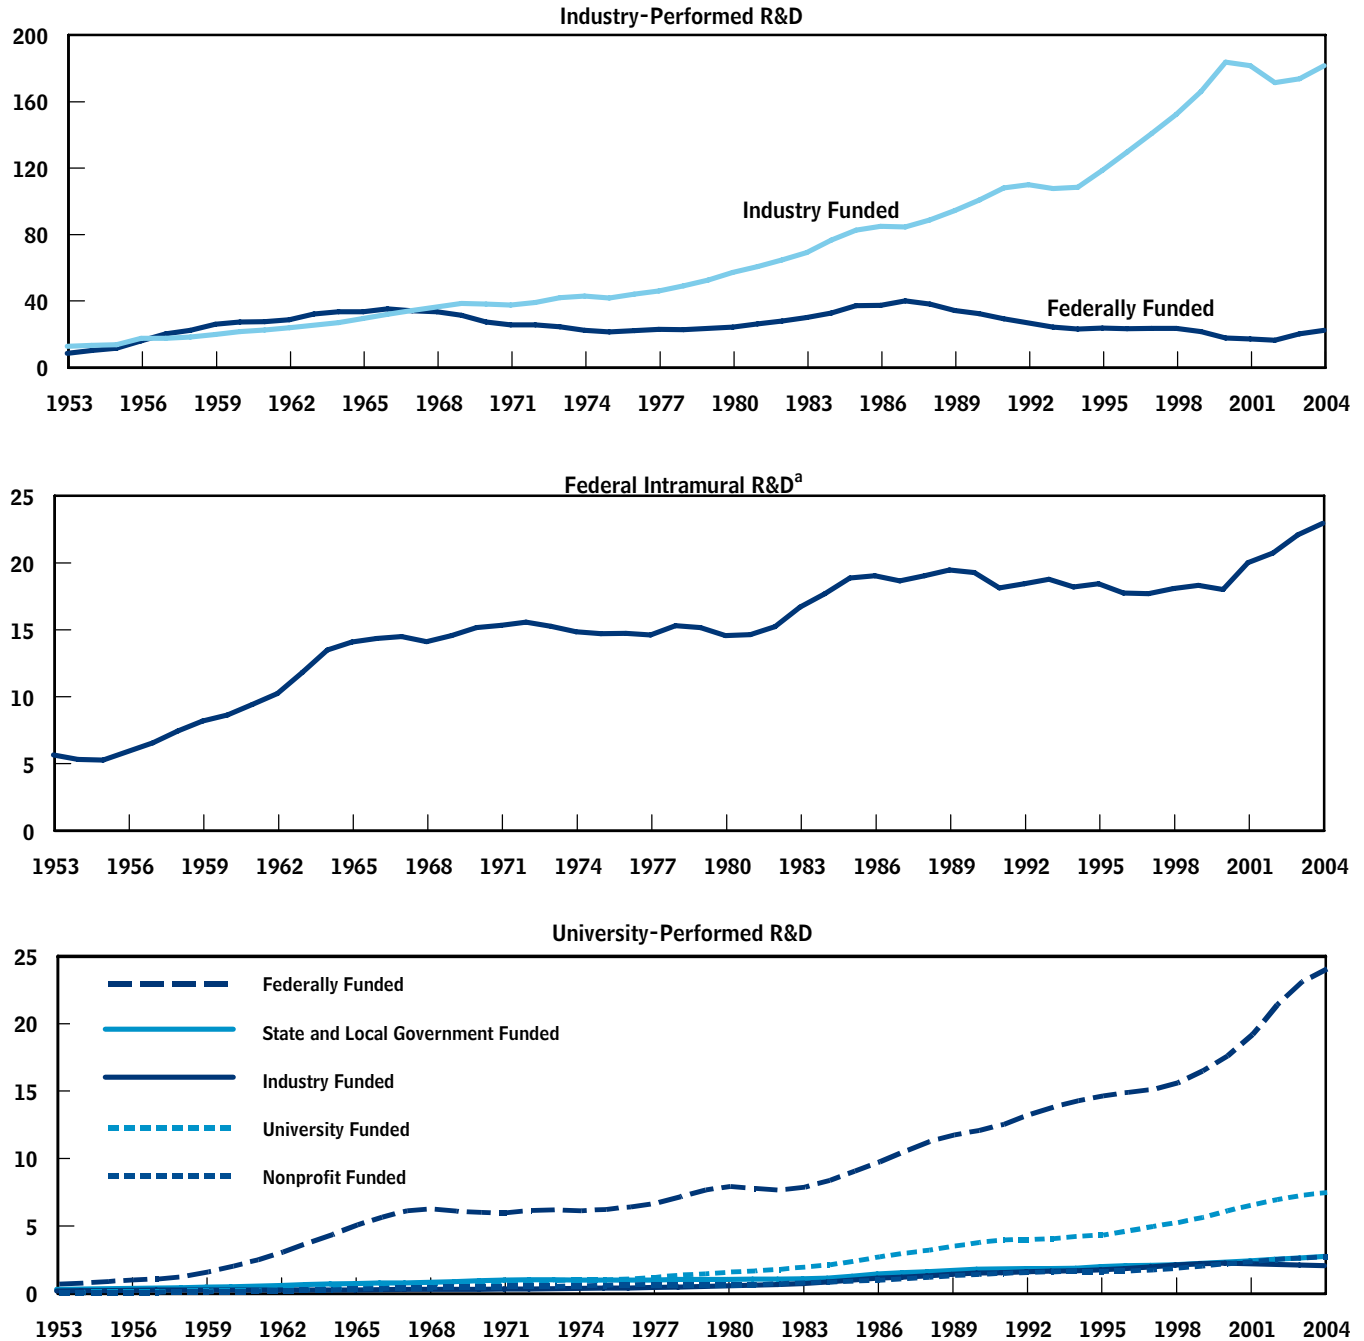 Industry-Performed R&D
200
160
120
80
40
0
Industry Funded
Federally Funded
1953 1956 1959 1962 1965 1968 1971 1974 1977 1980 1983 1986 1989 1992 1995 1998 2001 2004
Federal Intramural R&Dᵃ
25
20
15
10
5
0
1953 1956 1959 1962 1965 1968 1971 1974 1977 1980 1983 1986 1989 1992 1995 1998 2001 2004
University-Performed R&D
25
20
15
10
5
0
Federally Funded
State and Local Government Funded
Industry Funded
University Funded
Nonprofit Funded
1953 1956 1959 1962 1965 1968 1971 1974 1977 1980 1983 1986 1989 1992 1995 1998 2001 2004